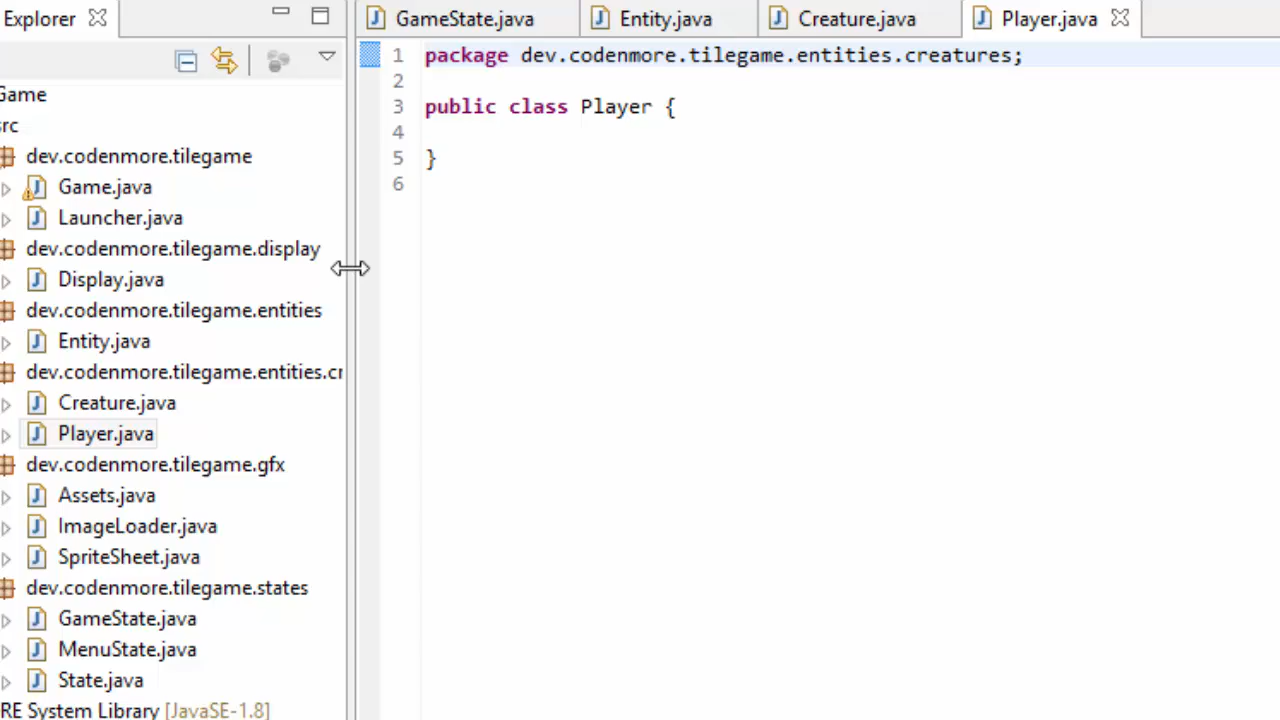 Explorer
GameState.java
Entity.java
Creature.java
Player.java
Game
src
dev.codenmore.tilegame
Game.java
Launcher.java
dev.codenmore.tilegame.display
Display.java
dev.codenmore.tilegame.entities
Entity.java
dev.codenmore.tilegame.entities.cr
Creature.java
Player.java
dev.codenmore.tilegame.gfx
Assets.java
ImageLoader.java
SpriteSheet.java
dev.codenmore.tilegame.states
GameState.java
MenuState.java
State.java
RE System Library [JavaSE-1.8]
1 package dev.codenmore.tilegame.entities.creatures;
2
3 public class Player {
4
5 }
6